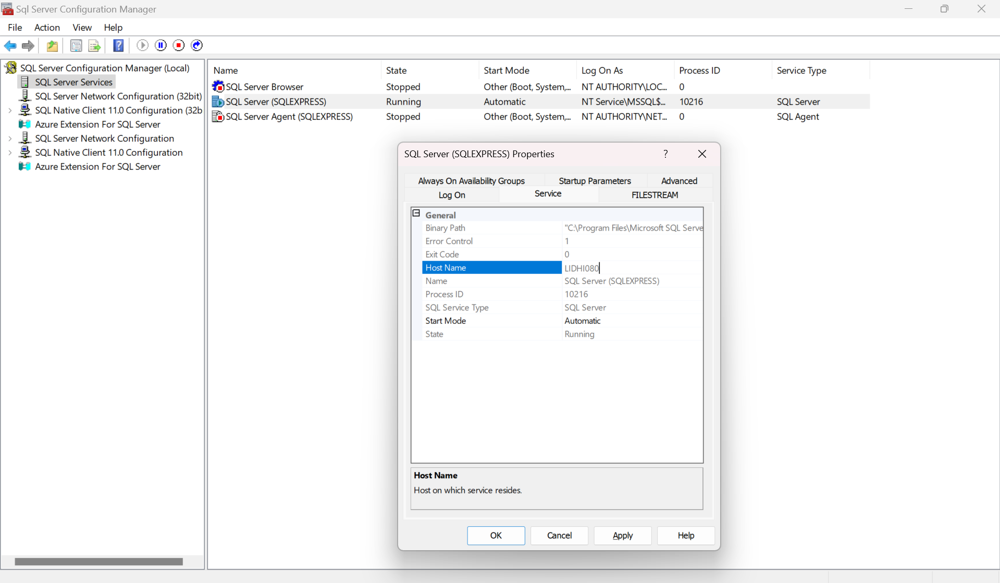 Sql Server Configuration Manager
File Action View Help
SQL Server Configuration Manager (Local)
SQL Server Services
SQL Server Network Configuration (32bit)
SQL Native Client 11.0 Configuration (32b
Azure Extension For SQL Server
SQL Server Network Configuration
SQL Native Client 11.0 Configuration
Azure Extension For SQL Server
Name State Start Mode Log On As Process ID Service Type
SQL Server Browser Stopped Other (Boot, System,... NT AUTHORITY\LOC... 0
SQL Server (SQLEXPRESS) Running Automatic NT Service\MSSQL$... 10216 SQL Server
SQL Server Agent (SQLEXPRESS) Stopped Other (Boot, System,... NT AUTHORITY\NET... 0 SQL Agent
SQL Server (SQLEXPRESS) Properties
Always On Availability Groups Startup Parameters Advanced
Log On Service FILESTREAM
General
Binary Path "C:\Program Files\Microsoft SQL Serve
Error Control 1
Exit Code 0
Host Name LIDHI080
Name SQL Server (SQLEXPRESS)
Process ID 10216
SQL Service Type SQL Server
Start Mode Automatic
State Running
Host Name
Host on which service resides.
OK Cancel Apply Help